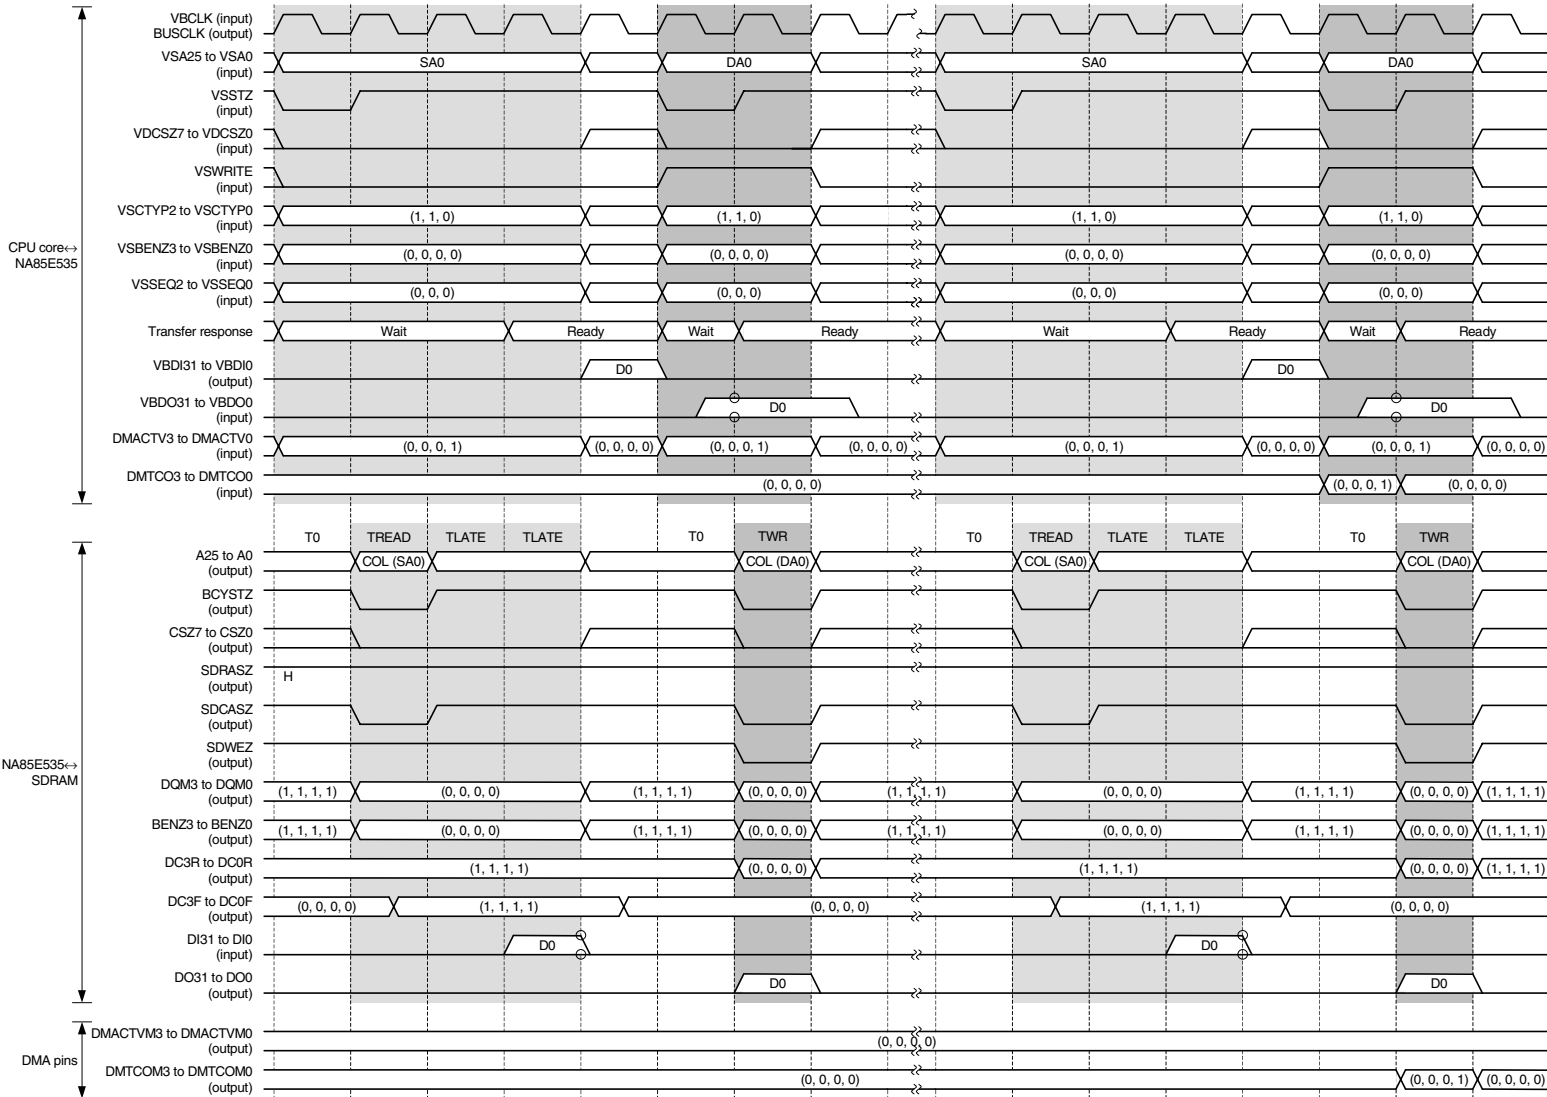 VBCLK (input)
BUSCLK (output)
VSA25 to VSA0
(input)
SA0 DA0 SA0 DA0
VSSTZ
(input)
VDCSZ7 to VDCSZ0
(input)
VSWRITE
(input)
VSCTYP2 to VSCTYP0
(input)
(1, 1, 0) (1, 1, 0) (1, 1, 0) (1, 1, 0)
CPU core↔
NA85E535
VSBENZ3 to VSBENZ0
(input)
(0, 0, 0, 0) (0, 0, 0, 0) (0, 0, 0, 0) (0, 0, 0, 0)
VSSEQ2 to VSSEQ0
(input)
(0, 0, 0) (0, 0, 0) (0, 0, 0) (0, 0, 0)
Transfer response Wait Ready Wait Ready Wait Ready Wait Ready
VBDI31 to VBDI0
(output)
D0 D0
VBDO31 to VBDO0
(input)
D0 D0
DMACTV3 to DMACTV0
(input)
(0, 0, 0, 1) (0, 0, 0, 0) (0, 0, 0, 1) (0, 0, 0, 0) (0, 0, 0, 1) (0, 0, 0, 0) (0, 0, 0, 1) (0, 0, 0, 0)
DMTCO3 to DMTCO0
(input)
(0, 0, 0, 0) (0, 0, 0, 1) (0, 0, 0, 0)
T0 TREAD TLATE TLATE T0 TWR T0 TREAD TLATE TLATE T0 TWR
A25 to A0
(output)
COL (SA0) COL (DA0) COL (SA0) COL (DA0)
BCYSTZ
(output)
CSZ7 to CSZ0
(output)
SDRASZ
(output)
H
SDCASZ
(output)
SDWEZ
(output)
NA85E535↔
SDRAM
DQM3 to DQM0
(output)
(1, 1, 1, 1) (0, 0, 0, 0) (1, 1, 1, 1) (0, 0, 0, 0) (1, 1, 1, 1) (0, 0, 0, 0) (1, 1, 1, 1) (0, 0, 0, 0) (1, 1, 1, 1)
BENZ3 to BENZ0
(output)
(1, 1, 1, 1) (0, 0, 0, 0) (1, 1, 1, 1) (0, 0, 0, 0) (1, 1, 1, 1) (0, 0, 0, 0) (1, 1, 1, 1) (0, 0, 0, 0) (1, 1, 1, 1)
DC3R to DC0R
(output)
(1, 1, 1, 1) (0, 0, 0, 0) (1, 1, 1, 1) (0, 0, 0, 0) (1, 1, 1, 1)
DC3F to DC0F
(output)
(0, 0, 0, 0) (1, 1, 1, 1) (0, 0, 0, 0) (1, 1, 1, 1) (0, 0, 0, 0)
DI31 to DI0
(input)
D0 D0
DO31 to DO0
(output)
D0 D0
DMA pins
DMACTVM3 to DMACTVM0
(output)
(0, 0, 0, 0)
DMTCOM3 to DMTCOM0
(output)
(0, 0, 0, 0) (0, 0, 0, 1) (0, 0, 0, 0)